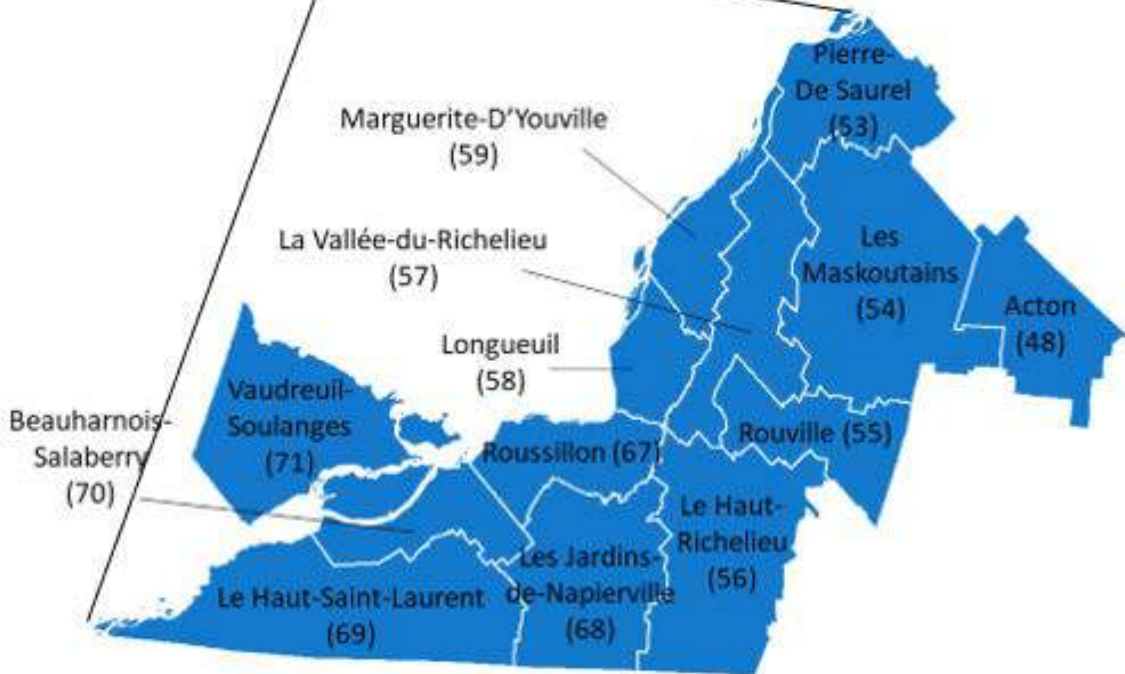 Pierre-
De Saurel
(53)
Marguerite-D'Youville
(59)
La Vallée-du-Richelieu
(57)
Les
Maskoutains
(54)
Acton
(48)
Longueuil
(58)
Vaudreuil-
Soulanges
(71)
Beauharnois-
Salaberry
(70)
Roussillon (67)
Rouville (55)
Le Haut-
Richelieu
(56)
Les Jardins-
de-Napierville
(68)
Le Haut-Saint-Laurent
(69)